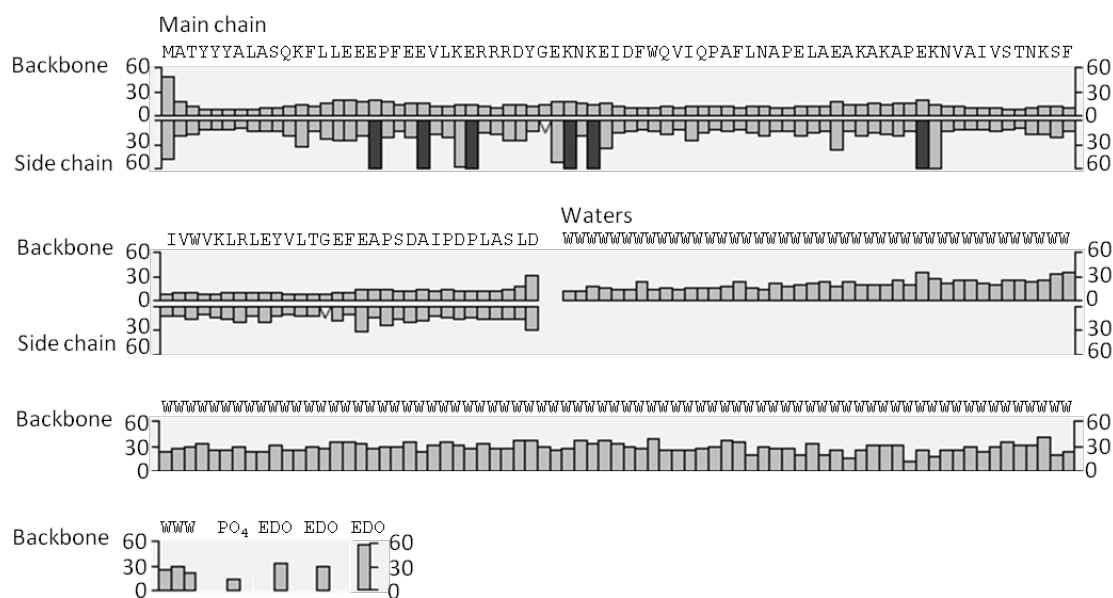 Main chain
MATYYYALASQKFLLEEEPFEEVLKERRRDYGEKNKEIDFWQVIQPAFLNAPELAEAKAKAPEKNVAIVSTNKSF
Backbone 60 60
30 30
0 0
30 30
Side chain 60 60
Waters
IVWVKLRLEYVLTGEFEAPSDAIPDPLASLD WWWWWWWWWWWWWWWWWWWWWWWWWWWWWWWWWWWWWWWWWW
Backbone 60 60
30 30
0 0
30 30
Side chain 60 60
WWWWWWWWWWWWWWWWWWWWWWWWWWWWWWWWWWWWWWWWWWWWWWWWWWWWWWWWWWWWWWWWWWWWWWWWWWW
Backbone 60 60
30 30
0 0
WWW PO₄ EDO EDO EDO
Backbone 60 60
30 30
0 0